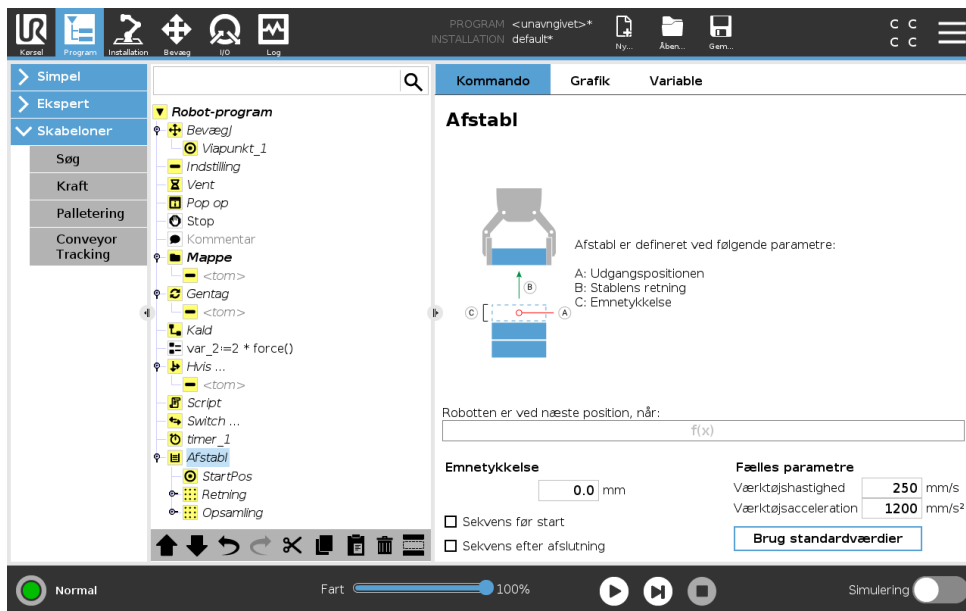 UR
Kørsel
Program
Installation
Bevæg
I/O
Log
PROGRAM <unavngivet>*
INSTALLATION default*
Ny...
Åben...
Gem...
C C
C C
Simpel
Ekspert
Skabeloner
Søg
Kraft
Palletering
Conveyor
Tracking
Robot-program
BevægJ
Viapunkt_1
Indstilling
Vent
Pop op
Stop
Kommentar
Mappe
<tom>
Gentag
<tom>
Kald
var_2:=2 * force()
Hvis ...
<tom>
Script
Switch ...
timer_1
Afstabl
StartPos
Retning
Opsamling
Kommando Grafik Variable
Afstabl
B
C
A
Afstabl er defineret ved følgende parametre:
A: Udgangspositionen
B: Stablens retning
C: Emnetykkelse
Robotten er ved næste position, når:
f(x)
Emnetykkelse
0.0 mm
Sekvens før start
Sekvens efter afslutning
Fælles parametre
Værktøjshastighed 250 mm/s
Værktøjsacceleration 1200 mm/s²
Brug standardværdier
Normal
Fart 100%
Simulering